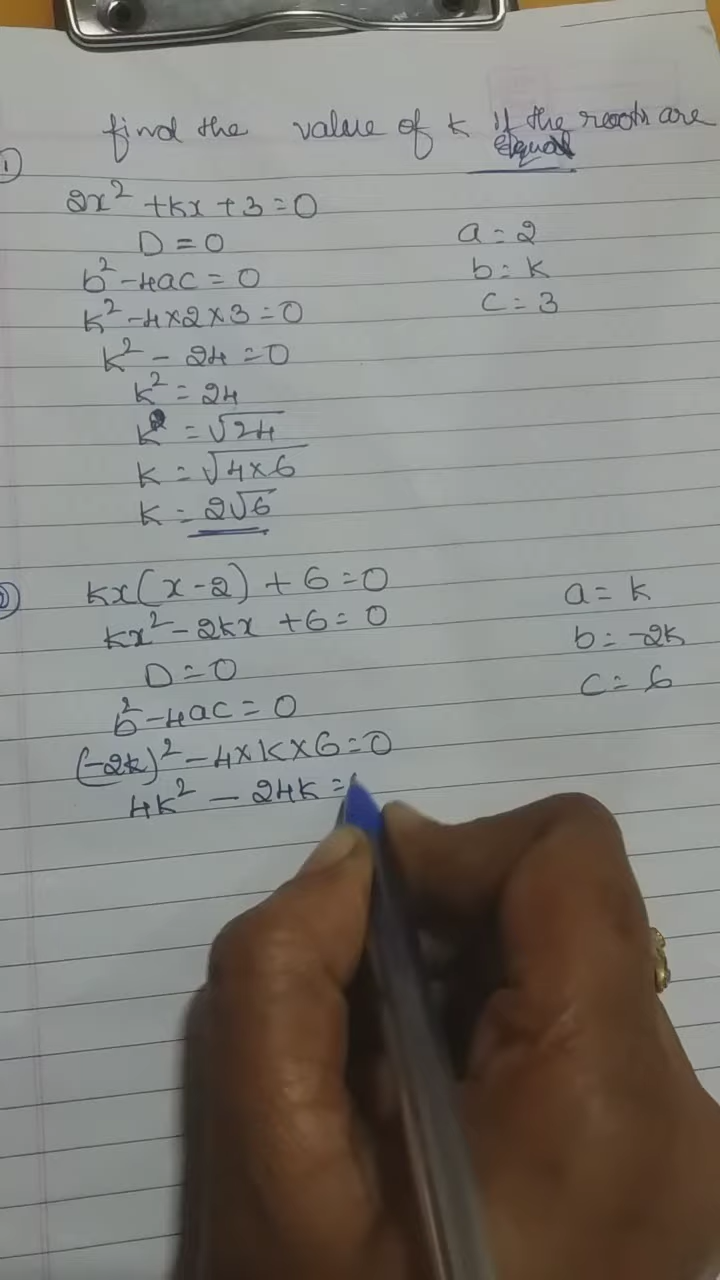 find the value of k if the roots are
equal
1
2x² + kx + 3 = 0
D = 0
a = 2
b² - 4ac = 0
b = k
k² - 4 × 2 × 3 = 0
c = 3
k² - 24 = 0
k² = 24
k = √24
k = √4×6
k = 2√6
2
kx(x - 2) + 6 = 0
a = k
kx² - 2kx + 6 = 0
b = -2k
D = 0
c = 6
b² - 4ac = 0
(-2k)² - 4 × k × 6 = 0
4k² - 24k =